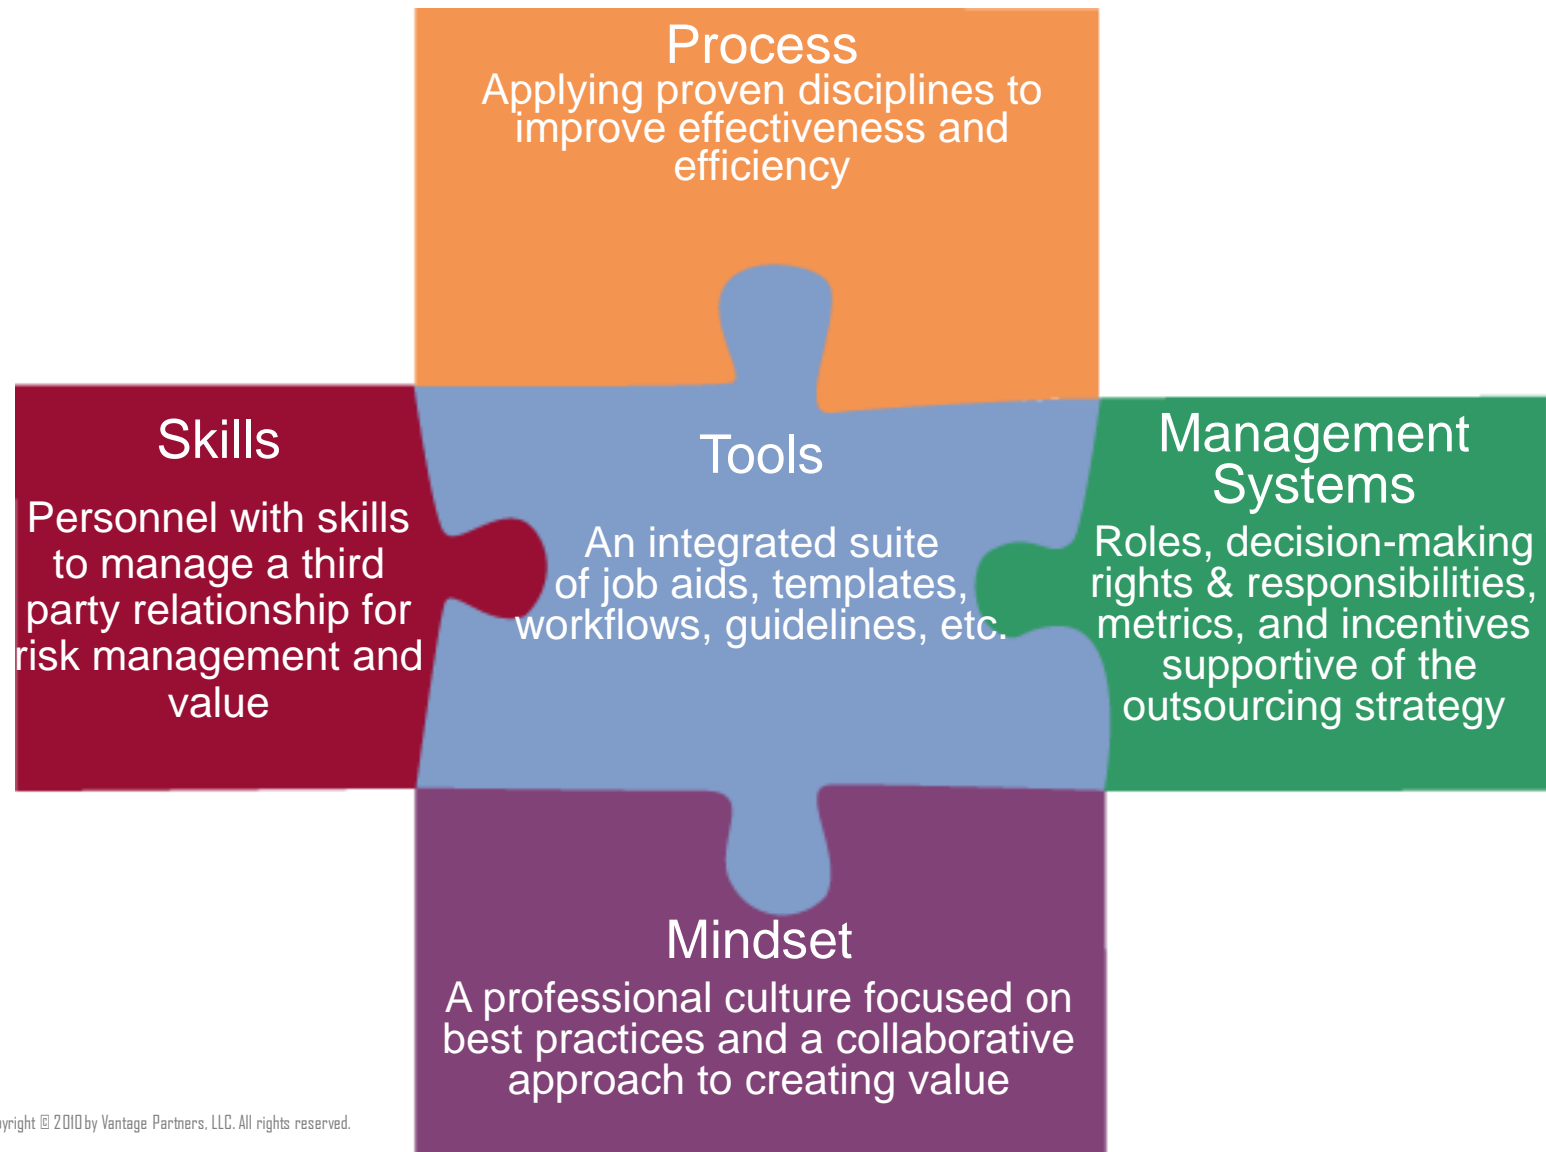 Process
Applying proven disciplines to
improve effectiveness and
efficiency
Skills
Personnel with skills
to manage a third
party relationship for
risk management and
value
Tools
An integrated suite
of job aids, templates,
workflows, guidelines, etc.
Management
Systems
Roles, decision-making
rights & responsibilities,
metrics, and incentives
supportive of the
outsourcing strategy
Mindset
A professional culture focused on
best practices and a collaborative
approach to creating value
pyright © 2010 by Vantage Partners, LLC. All rights reserved.